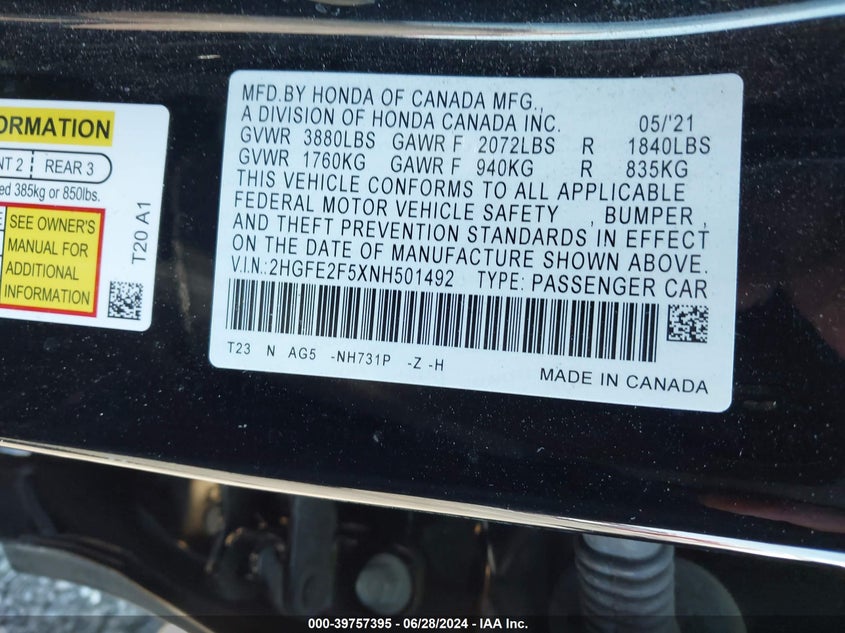 ORMATION
NT 2 REAR 3
ed 385kg or 850lbs.
SEE OWNER'S
MANUAL FOR
ADDITIONAL
INFORMATION
T20 A1
MFD.BY HONDA OF CANADA MFG.,
A DIVISION OF HONDA CANADA INC. 05/'21
GVWR 3880LBS GAWR F 2072LBS R 1840LBS
GVWR 1760KG GAWR F 940KG R 835KG
THIS VEHICLE CONFORMS TO ALL APPLICABLE
FEDERAL MOTOR VEHICLE SAFETY , BUMPER ,
AND THEFT PREVENTION STANDARDS IN EFFECT
ON THE DATE OF MANUFACTURE SHOWN ABOVE.
V.I.N.:2HGFE2F5XNH501492 TYPE: PASSENGER CAR
T23 N AG5 -NH731P -Z -H
MADE IN CANADA
000-39757395 / 06/28/2024 - IAA Inc.